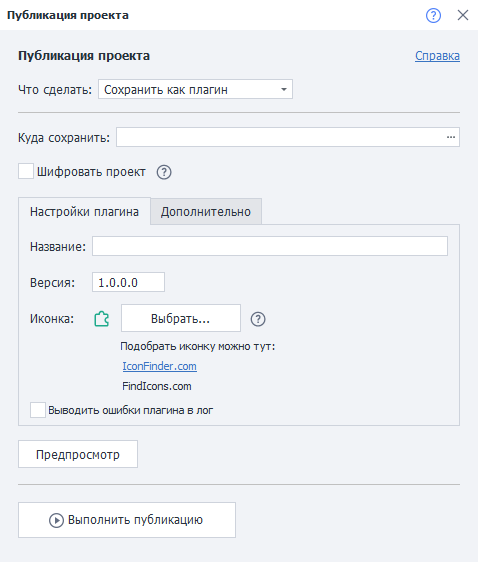 Публикация проекта
Публикация проекта
Справка
Что сделать: Сохранить как плагин
Куда сохранить: ...
Шифровать проект
Настройки плагина Дополнительно
Название:
Версия: 1.0.0.0
Иконка: Выбрать...
Подобрать иконку можно тут:
IconFinder.com
FindIcons.com
Выводить ошибки плагина в лог
Предпросмотр
Выполнить публикацию